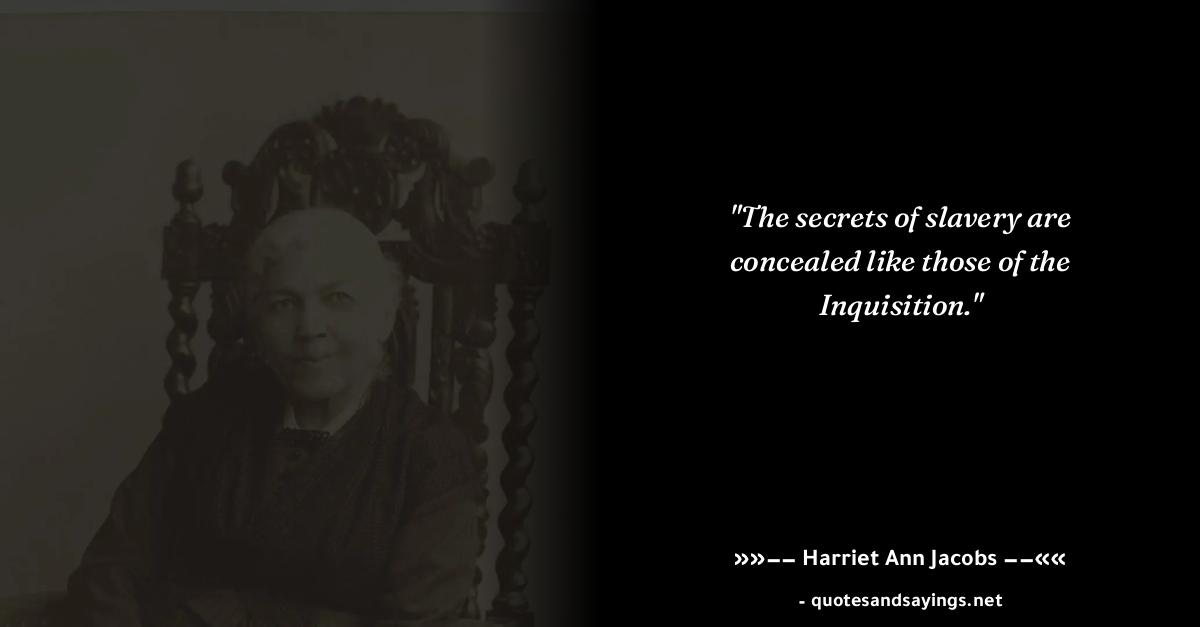 "The secrets of slavery are
concealed like those of the
Inquisition."
»»−− Harriet Ann Jacobs −−««
- quotesandsayings.net